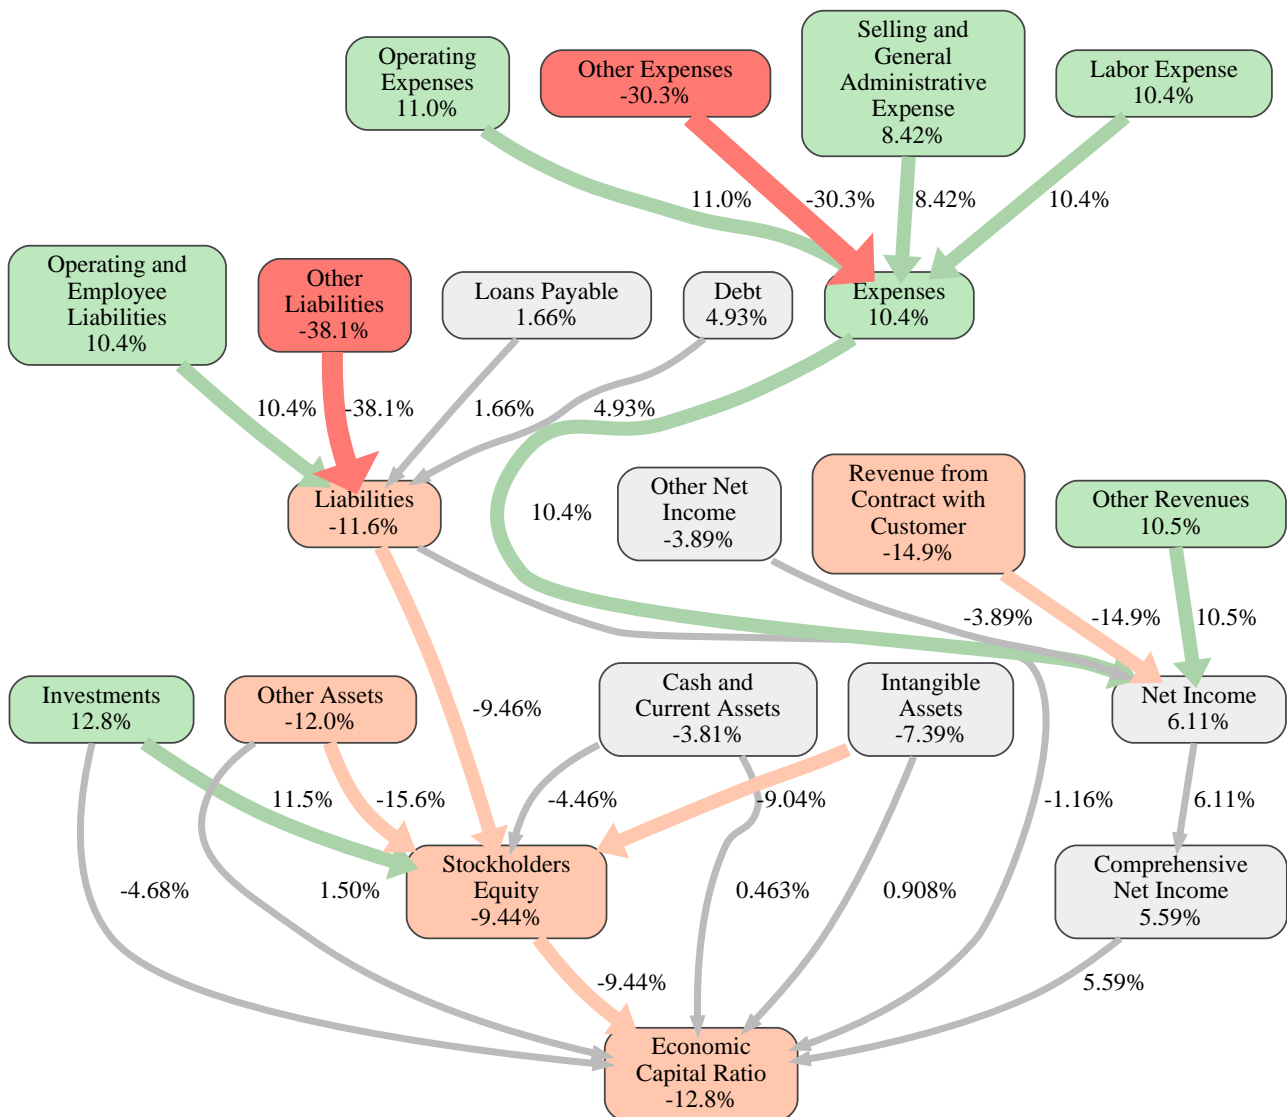 Operating
Expenses
11.0%
Other Expenses
-30.3%
Selling and
General
Administrative
Expense
8.42%
Labor Expense
10.4%
11.0%
-30.3%
8.42%
10.4%
Operating and
Employee
Liabilities
10.4%
Other
Liabilities
-38.1%
Loans Payable
1.66%
Debt
4.93%
Expenses
10.4%
10.4%
-38.1%
1.66%
4.93%
Liabilities
-11.6%
10.4%
Other Net
Income
-3.89%
Revenue from
Contract with
Customer
-14.9%
Other Revenues
10.5%
-3.89%
-14.9%
10.5%
Investments
12.8%
Other Assets
-12.0%
-9.46%
Cash and
Current Assets
-3.81%
Intangible
Assets
-7.39%
Net Income
6.11%
11.5%
-15.6%
-4.46%
-9.04%
-1.16%
6.11%
-4.68%
1.50%
Stockholders
Equity
-9.44%
0.463%
0.908%
Comprehensive
Net Income
5.59%
-9.44%
5.59%
Economic
Capital Ratio
-12.8%